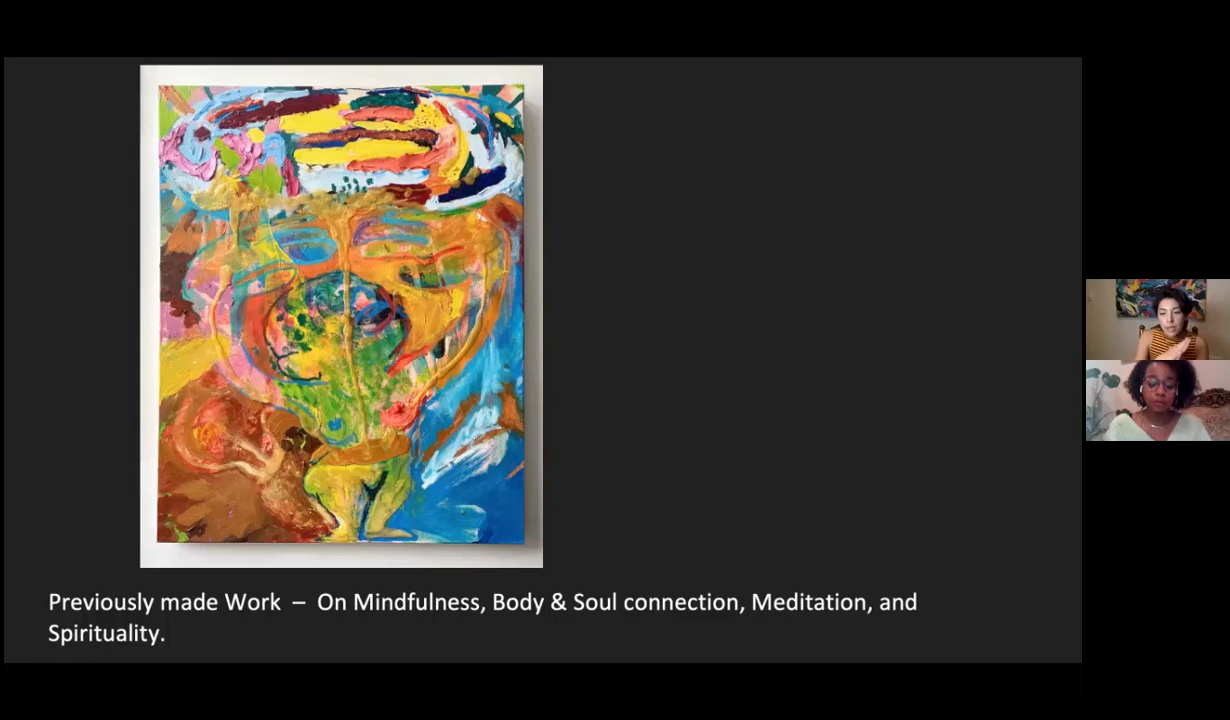 Previously made Work – On Mindfulness, Body & Soul connection, Meditation, and
Spirituality.